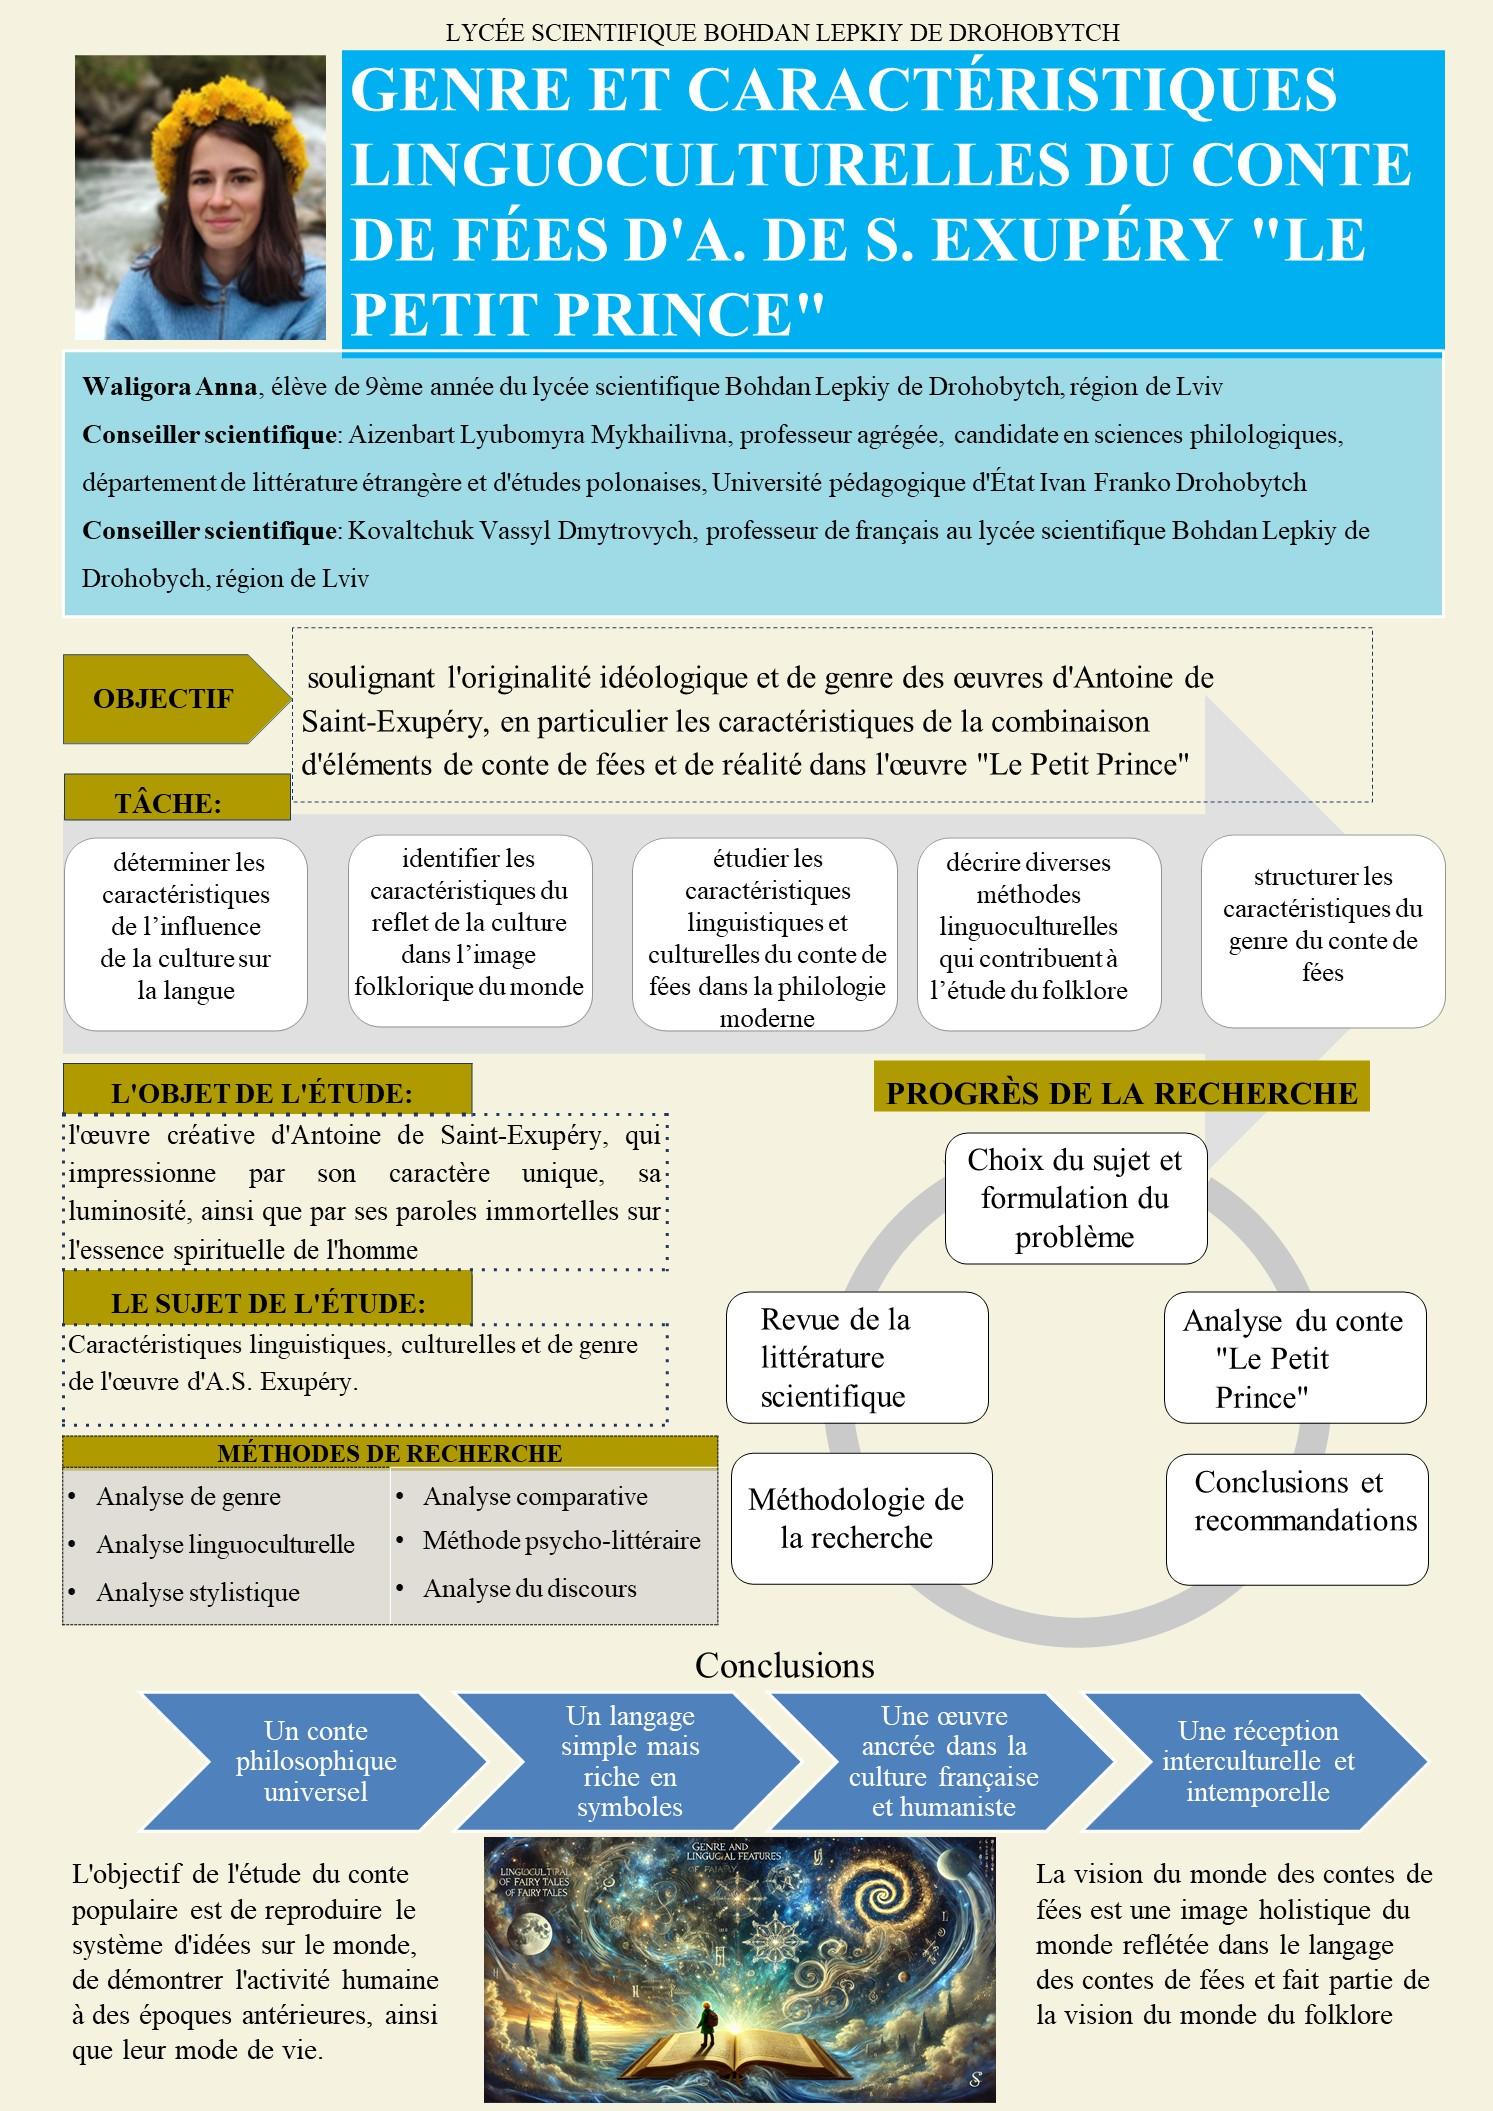 LYCÉE SCIENTIFIQUE BOHDAN LEPKIY DE DROHOBYTCH
GENRE ET CARACTÉRISTIQUES
LINGUOCULTURELLES DU CONTE
DE FÉES D'A. DE S. EXUPÉRY "LE
PETIT PRINCE"
Waligora Anna, élève de 9ème année du lycée scientifique Bohdan Lepkiy de Drohobytch, région de Lviv
Conseiller scientifique: Aizenbart Lyubomyra Mykhailivna, professeur agrégée, candidate en sciences philologiques,
département de littérature étrangère et d'études polonaises, Université pédagogique d'État Ivan Franko Drohobytch
Conseiller scientifique: Kovaltchuk Vassyl Dmytrovych, professeur de français au lycée scientifique Bohdan Lepkiy de
Drohobych, région de Lviv
OBJECTIF
soulignant l'originalité idéologique et de genre des œuvres d'Antoine de
Saint-Exupéry, en particulier les caractéristiques de la combinaison
d'éléments de conte de fées et de réalité dans l'œuvre "Le Petit Prince"
TÂCHE:
déterminer les
caractéristiques
de l’influence
de la culture sur
la langue
identifier les
caractéristiques du
reflet de la culture
dans l’image
folklorique du monde
étudier les
caractéristiques
linguistiques et
culturelles du conte de
fées dans la philologie
moderne
décrire diverses
méthodes
linguoculturelles
qui contribuent à
l’étude du folklore
structurer les
caractéristiques du
genre du conte de
fées
L'OBJET DE L'ÉTUDE:
l'œuvre créative d'Antoine de Saint-Exupéry, qui
impressionne par son caractère unique, sa
luminosité, ainsi que par ses paroles immortelles sur
l'essence spirituelle de l'homme
LE SUJET DE L'ÉTUDE:
Caractéristiques linguistiques, culturelles et de genre
de l'œuvre d'A.S. Exupéry.
MÉTHODES DE RECHERCHE
• Analyse de genre
• Analyse linguoculturelle
• Analyse stylistique
• Analyse comparative
• Méthode psycho-littéraire
• Analyse du discours
PROGRÈS DE LA RECHERCHE
Choix du sujet et
formulation du
problème
Revue de la
littérature
scientifique
Analyse du conte
"Le Petit
Prince"
Méthodologie de
la recherche
Conclusions et
recommandations
Conclusions
Un conte
philosophique
universel
Un langage
simple mais
riche en
symboles
Une œuvre
ancrée dans la
culture française
et humaniste
Une réception
interculturelle et
intemporelle
L'objectif de l'étude du conte
populaire est de reproduire le
système d'idées sur le monde,
de démontrer l'activité humaine
à des époques antérieures, ainsi
que leur mode de vie.
GENRE AND
FEATURES
OF FAIRY TALES
OF FAIRY TALES
La vision du monde des contes de
fées est une image holistique du
monde reflétée dans le langage
des contes de fées et fait partie de
la vision du monde du folklore